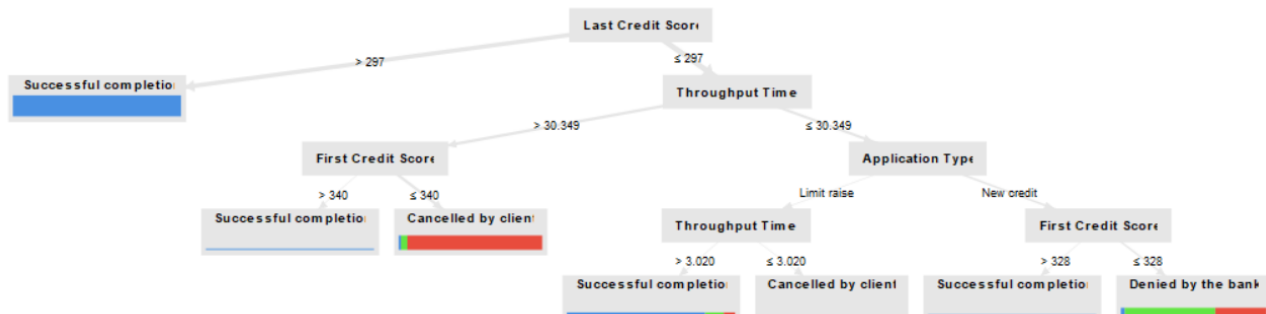 Last Credit Score
> 297
≤ 297
Successful completio
Throughput Time
> 30.349
≤ 30.349
First Credit Score
Application Type
> 340
≤ 340
Limit raise
New credit
Successful completio
Cancelled by client
Throughput Time
First Credit Score
> 3.020
≤ 3.020
> 328
≤ 328
Successful completio
Cancelled by client
Successful completio
Denied by the bank